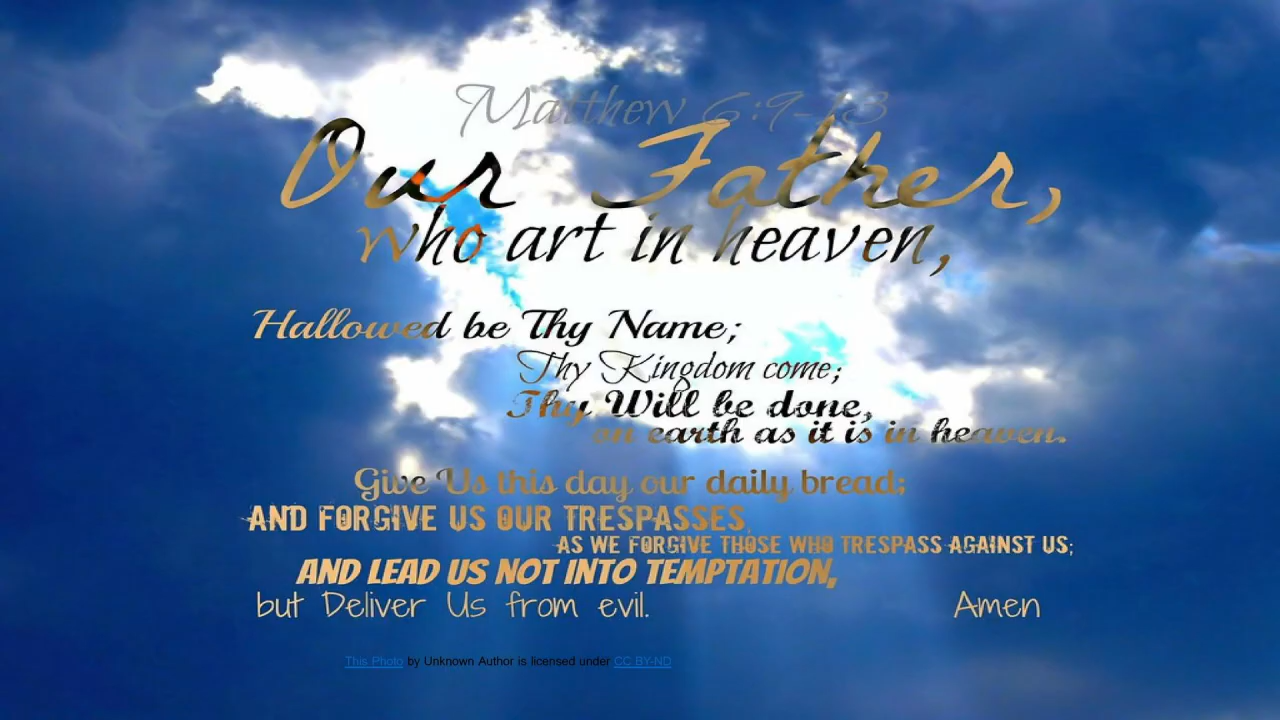 Matthew 6:9-13
Our Father,
who art in heaven,
Hallowed be Thy Name;
Thy Kingdom come;
Thy Will be done,
on earth as it is in heaven.
Give Us this day our daily bread;
AND FORGIVE US OUR TRESPASSES,
AS WE FORGIVE THOSE WHO TRESPASS AGAINST US;
AND LEAD US NOT INTO TEMPTATION,
but Deliver Us from evil. Amen
This Photo by Unknown Author is licensed under CC BY-ND